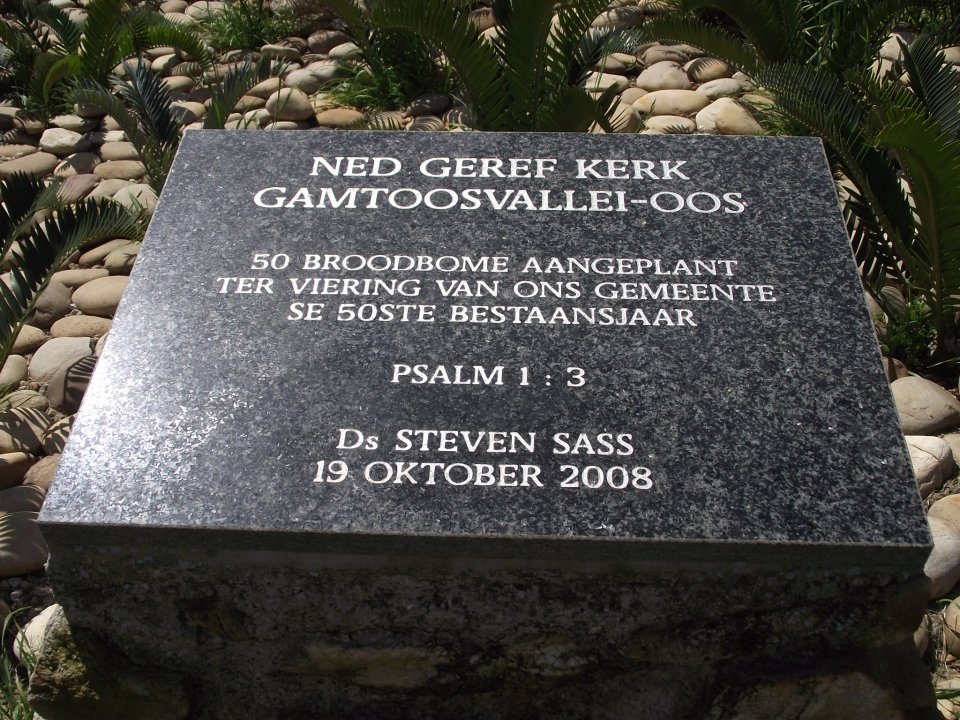 NED GEREF KERK
GAMTOOSVALLEI-OOS
50 BROODBOME AANGEPLANT
TER VIERING VAN ONS GEMEENTE
SE 50STE BESTAANSJAAR
PSALM 1 : 3
Ds STEVEN SASS
19 OKTOBER 2008